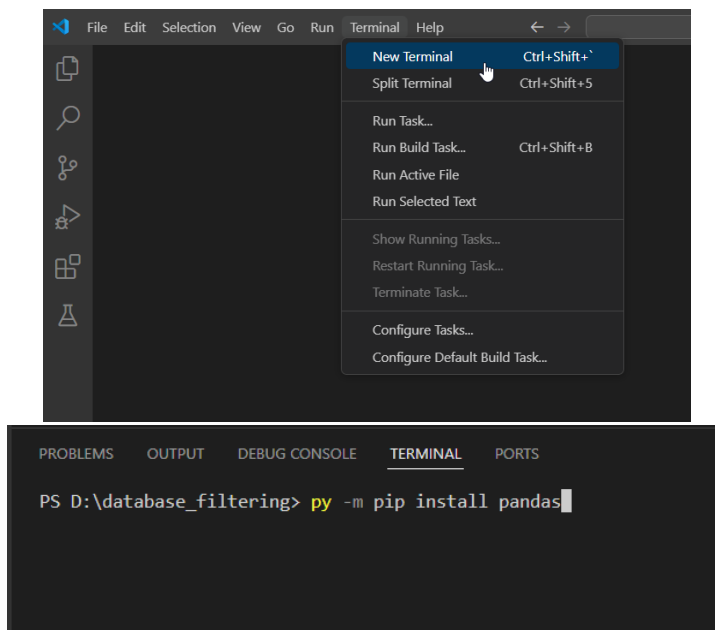 File Edit Selection View Go Run Terminal Help
New Terminal Ctrl+Shift+`
Split Terminal Ctrl+Shift+5
Run Task...
Run Build Task... Ctrl+Shift+B
Run Active File
Run Selected Text
Show Running Tasks...
Restart Running Task...
Terminate Task...
Configure Tasks...
Configure Default Build Task...
PROBLEMS OUTPUT DEBUG CONSOLE TERMINAL PORTS
PS D:\database_filtering> py -m pip install pandas